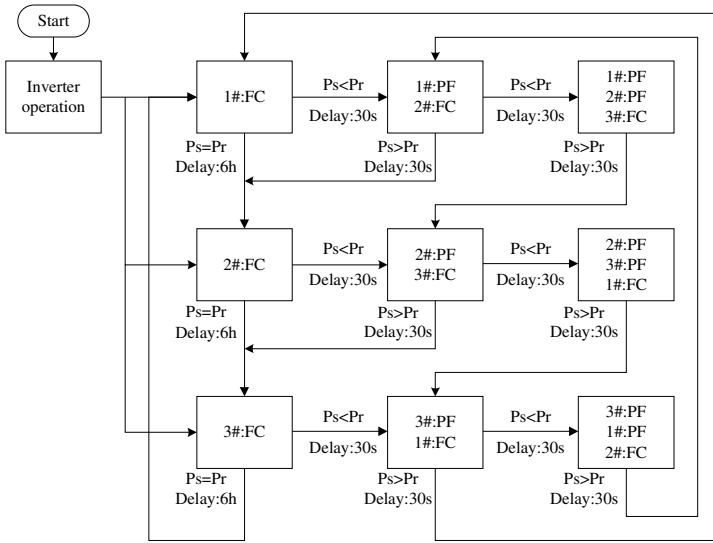 Start
Inverter
operation
1#:FC
Ps<Pr
Delay:30s
1#:PF
2#:FC
Ps<Pr
Delay:30s
1#:PF
2#:PF
3#:FC
Ps=Pr
Delay:6h
Ps>Pr
Delay:30s
Ps>Pr
Delay:30s
2#:FC
Ps<Pr
Delay:30s
2#:PF
3#:FC
Ps<Pr
Delay:30s
2#:PF
3#:PF
1#:FC
Ps=Pr
Delay:6h
Ps>Pr
Delay:30s
Ps>Pr
Delay:30s
3#:FC
Ps<Pr
Delay:30s
3#:PF
1#:FC
Ps<Pr
Delay:30s
3#:PF
1#:PF
2#:FC
Ps=Pr
Delay:6h
Ps>Pr
Delay:30s
Ps>Pr
Delay:30s